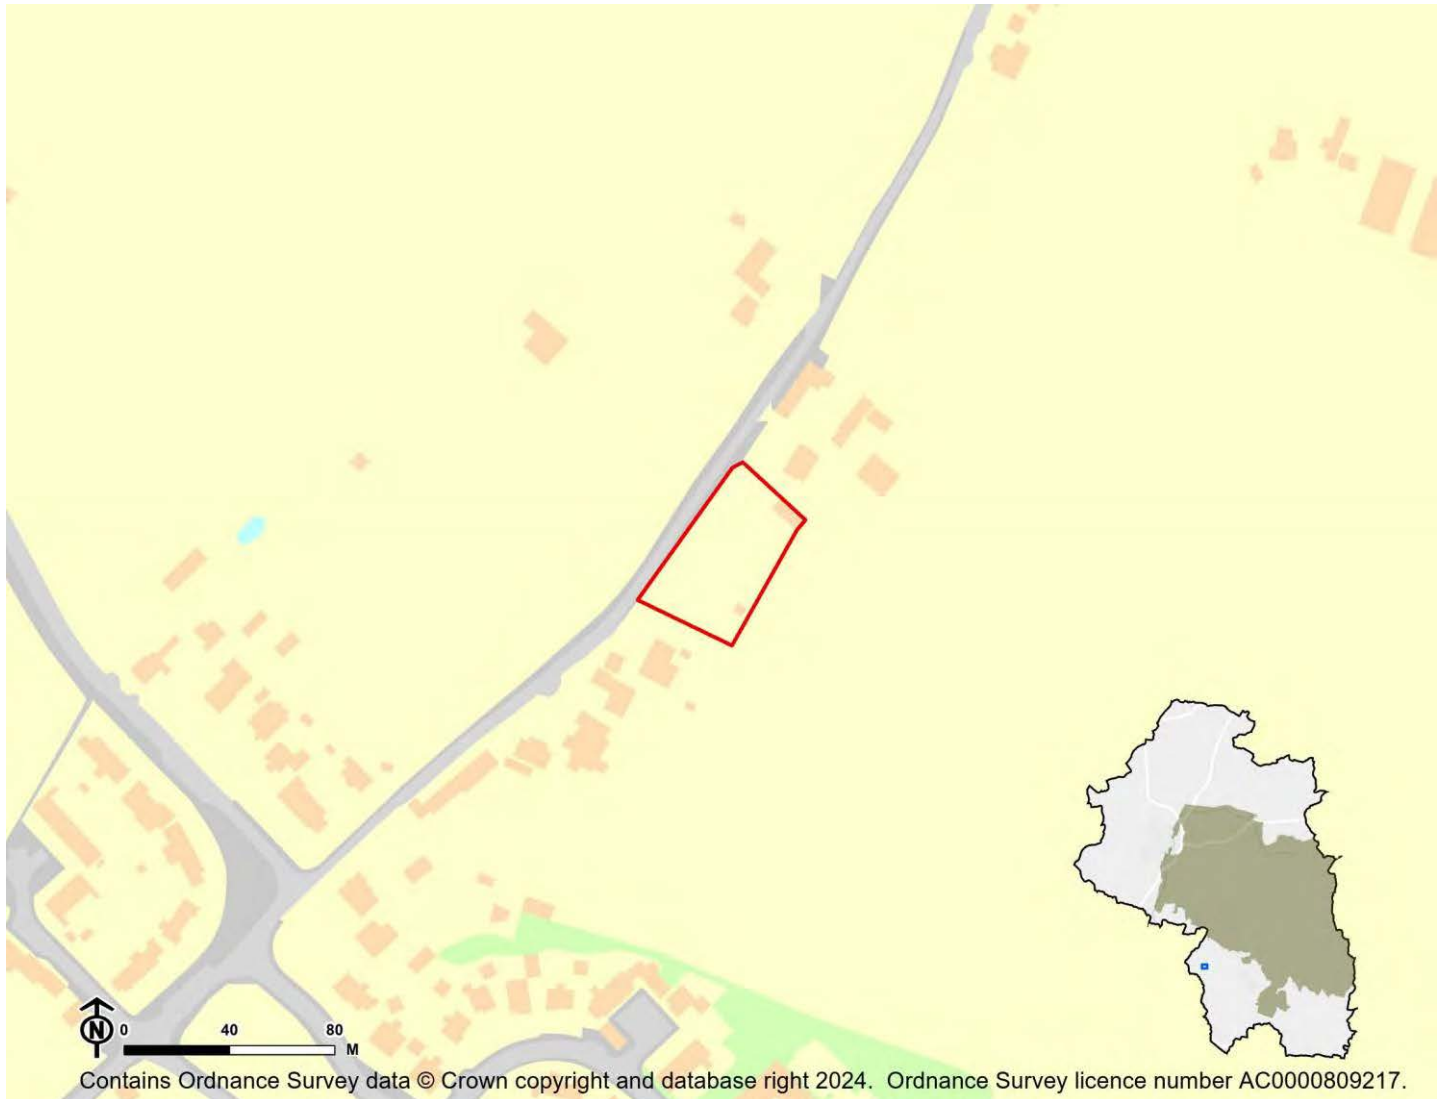 N
0 40 80
M
Contains Ordnance Survey data © Crown copyright and database right 2024. Ordnance Survey licence number AC0000809217.